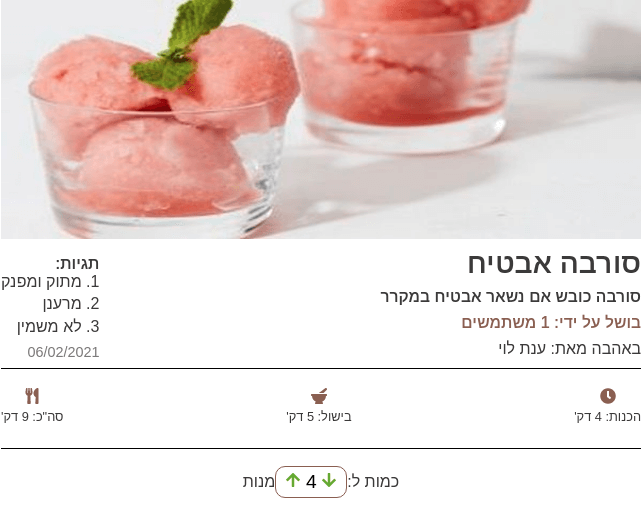 סורבה אבטיח
סורבה כובש אם נשאר אבטיח במקרר
בושל על ידי: 1 משתמשים
באהבה מאת: ענת לוי
תגיות:
1. מתוק ומפנק
2. מרענן
3. לא משמין
06/02/2021
הכנות: 4 דק'
בישול: 5 דק'
סה"כ: 9 דק'
כמות ל: 4 מנות